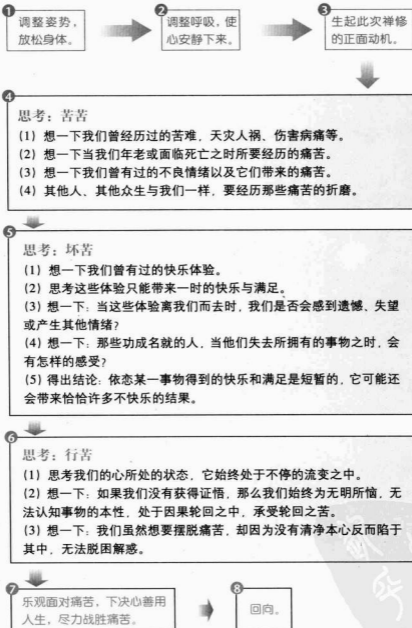 1
调整姿势，
放松身体。
2
调整呼吸，使
心安静下来。
3
生起此次禅修
的正面动机。
4
思考：苦苦
(1) 想一下我们曾经历过的苦难，天灾人祸、伤害病痛等。
(2) 想一下当我们年老或面临死亡之时所要经历的痛苦。
(3) 想一下我们曾有过的不良情绪以及它们带来的痛苦。
(4) 其他人、其他众生与我们一样，要经历那些痛苦的折磨。
5
思考：坏苦
(1) 想一下我们曾有过的快乐体验。
(2) 思考这些体验只能带来一时的快乐与满足。
(3) 想一下：当这些体验离我们而去时，我们是否会感到遗憾、失望
或产生其他情绪？
(4) 想一下：那些功成名就的人，当他们失去所拥有的事物之时，会
有怎样的感受？
(5) 得出结论：依态某一事物得到的快乐和满足是短暂的，它可能还
会带来恰恰许多不快乐的结果。
6
思考：行苦
(1) 思考我们的心所处的状态，它始终处于不停的流变之中。
(2) 想一下：如果我们没有获得证悟，那么我们始终为无明所恼，无
法认知事物的本性，处于因果轮回之中，承受轮回之苦。
(3) 想一下：我们虽然想要摆脱痛苦，却因为没有清净本心反而陷于
其中，无法脱困解惑。
7
乐观面对痛苦，下决心善用
人生，尽力战胜痛苦。
8
回向。